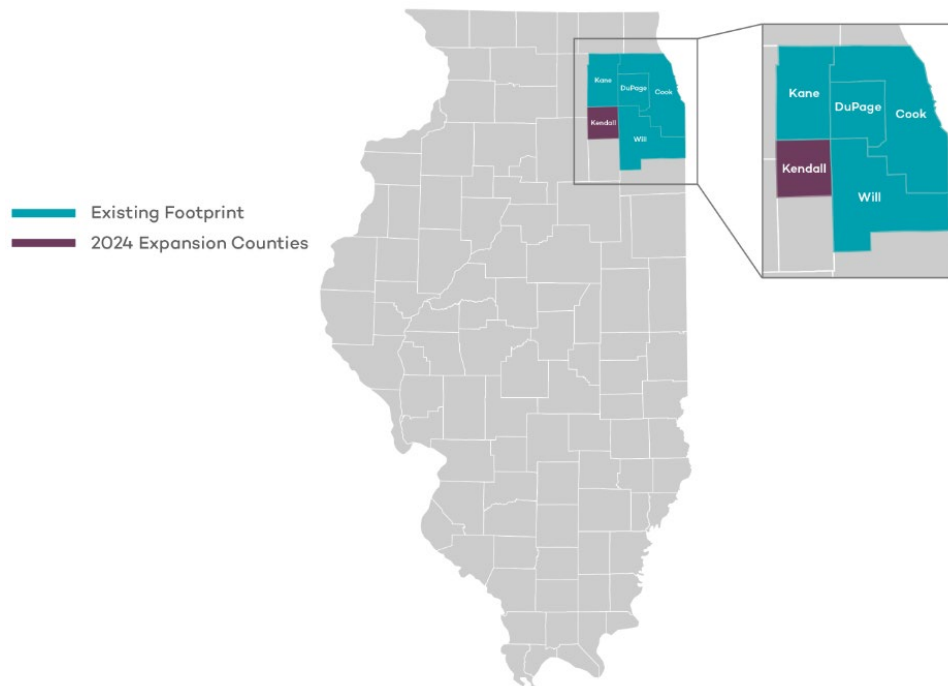 Existing Footprint
2024 Expansion Counties
Kane
DuPage
Cook
Kendall
Will
Kane
DuPage
Cook
Kendall
Will